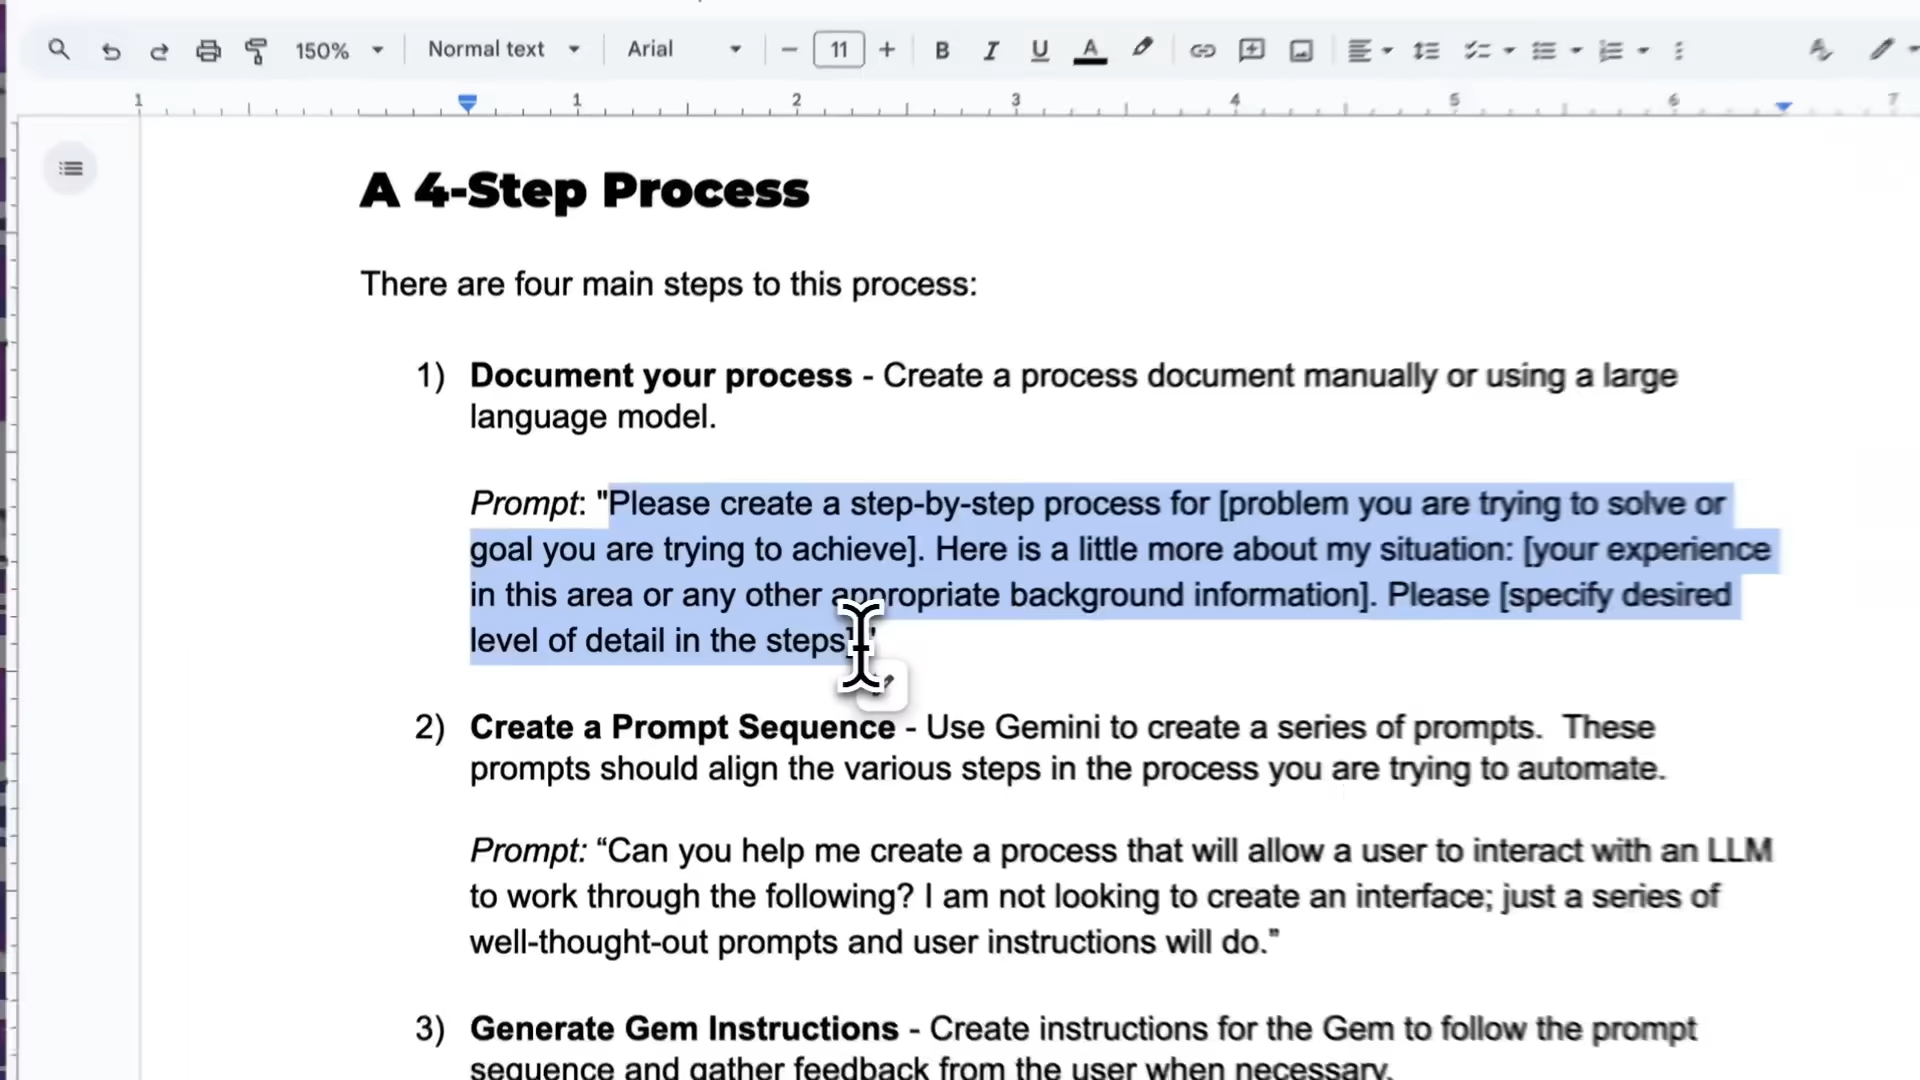 150% Normal text Arial 11 B I U A
1 1 2 3 4 5 6 7
A 4-Step Process
There are four main steps to this process:
1) Document your process - Create a process document manually or using a large
language model.
Prompt: "Please create a step-by-step process for [problem you are trying to solve or
goal you are trying to achieve]. Here is a little more about my situation: [your experience
in this area or any other appropriate background information]. Please [specify desired
level of detail in the steps]."
2) Create a Prompt Sequence - Use Gemini to create a series of prompts.  These
prompts should align the various steps in the process you are trying to automate.
Prompt: “Can you help me create a process that will allow a user to interact with an LLM
to work through the following? I am not looking to create an interface; just a series of
well-thought-out prompts and user instructions will do.”
3) Generate Gem Instructions - Create instructions for the Gem to follow the prompt
sequence and gather feedback from the user when necessary.